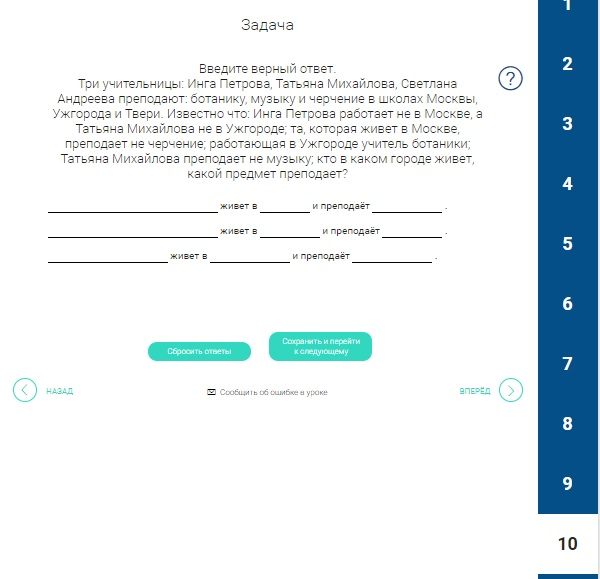 Задача
Введите верный ответ.
Три учительницы: Инга Петрова, Татьяна Михайлова, Светлана
Андреева преподают: ботанику, музыку и черчение в школах Москвы,
Ужгорода и Твери. Известно что: Инга Петрова работает не в Москве, а
Татьяна Михайлова не в Ужгороде; та, которая живет в Москве,
преподает не черчение; работающая в Ужгороде учитель ботаники;
Татьяна Михайлова преподает не музыку; кто в каком городе живет,
какой предмет преподает?
?
живет в и преподаёт .
живет в и преподаёт .
живет в и преподаёт .
Сбросить ответы
Сохранить и перейти
к следующему
НАЗАД
Сообщить об ошибке в уроке
ВПЕРЁД
1
2
3
4
5
6
7
8
9
10